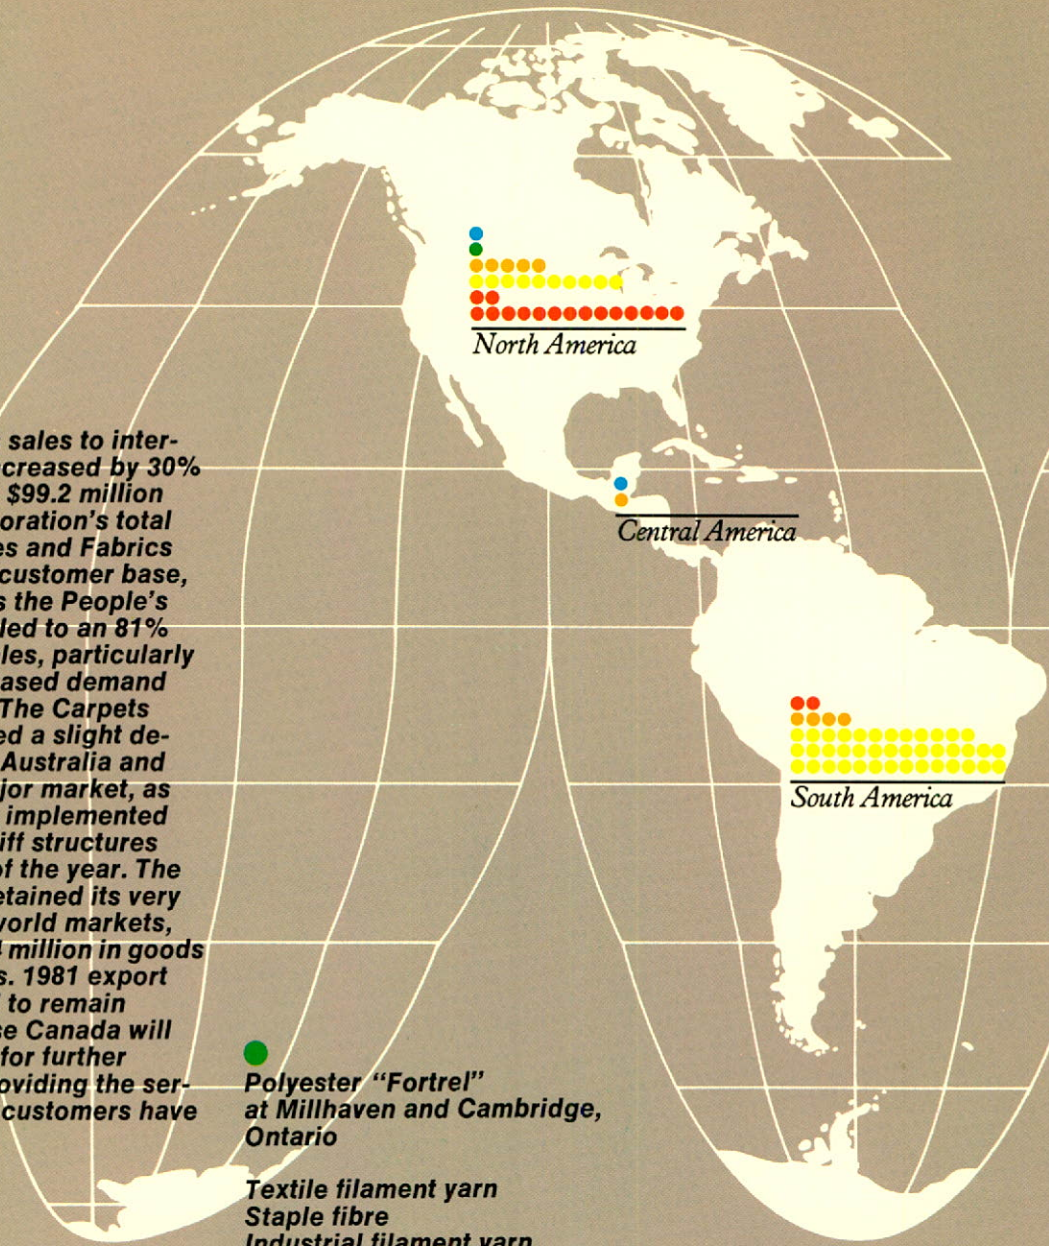 North America
Central America
South America
sales to inter-
creased by 30%
$99.2 million
oration's total
es and Fabrics
customer base,
s the People's
led to an 81%
les, particularly
ased demand
The Carpets
ed a slight de-
Australia and
jor market, as
implemented
iff structures
of the year. The
etained its very
world markets,
million in goods
s. 1981 export
to remain
se Canada will
for further
oviding the ser-
customers have
Polyester “Fortrel”
at Millhaven and Cambridge,
Ontario
Textile filament yarn
Staple fibre
Industrial filament yarn